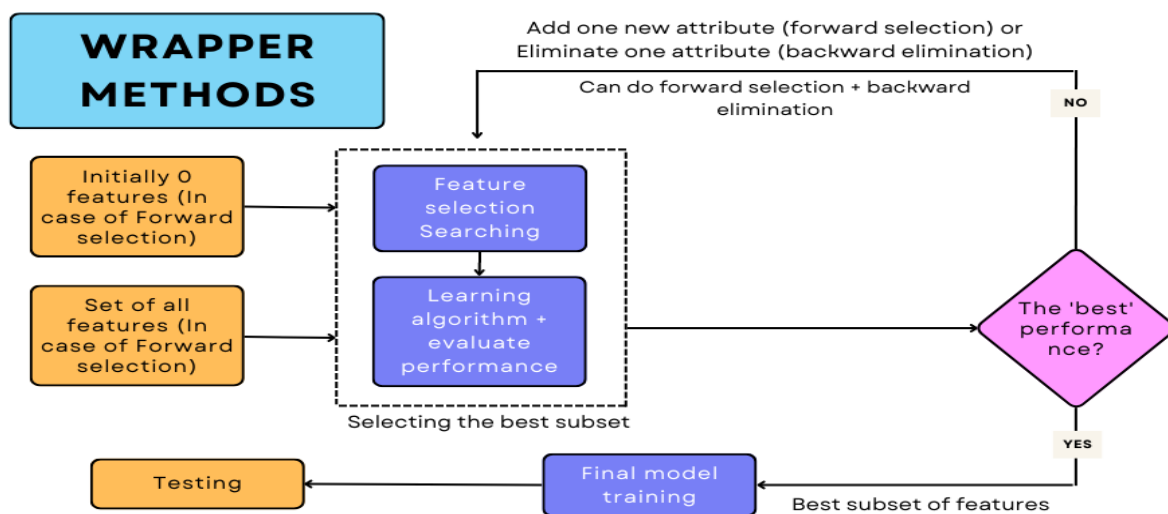 WRAPPER
METHODS
Add one new attribute (forward selection) or
Eliminate one attribute (backward elimination)
Can do forward selection + backward
elimination
NO
Initially 0
features (In
case of Forward
selection)
Feature
selection
Searching
Set of all
features (In
case of Forward
selection)
Learning
algorithm +
evaluate
performance
The 'best'
performa
nce?
Selecting the best subset
YES
Testing
Final model
training
Best subset of features